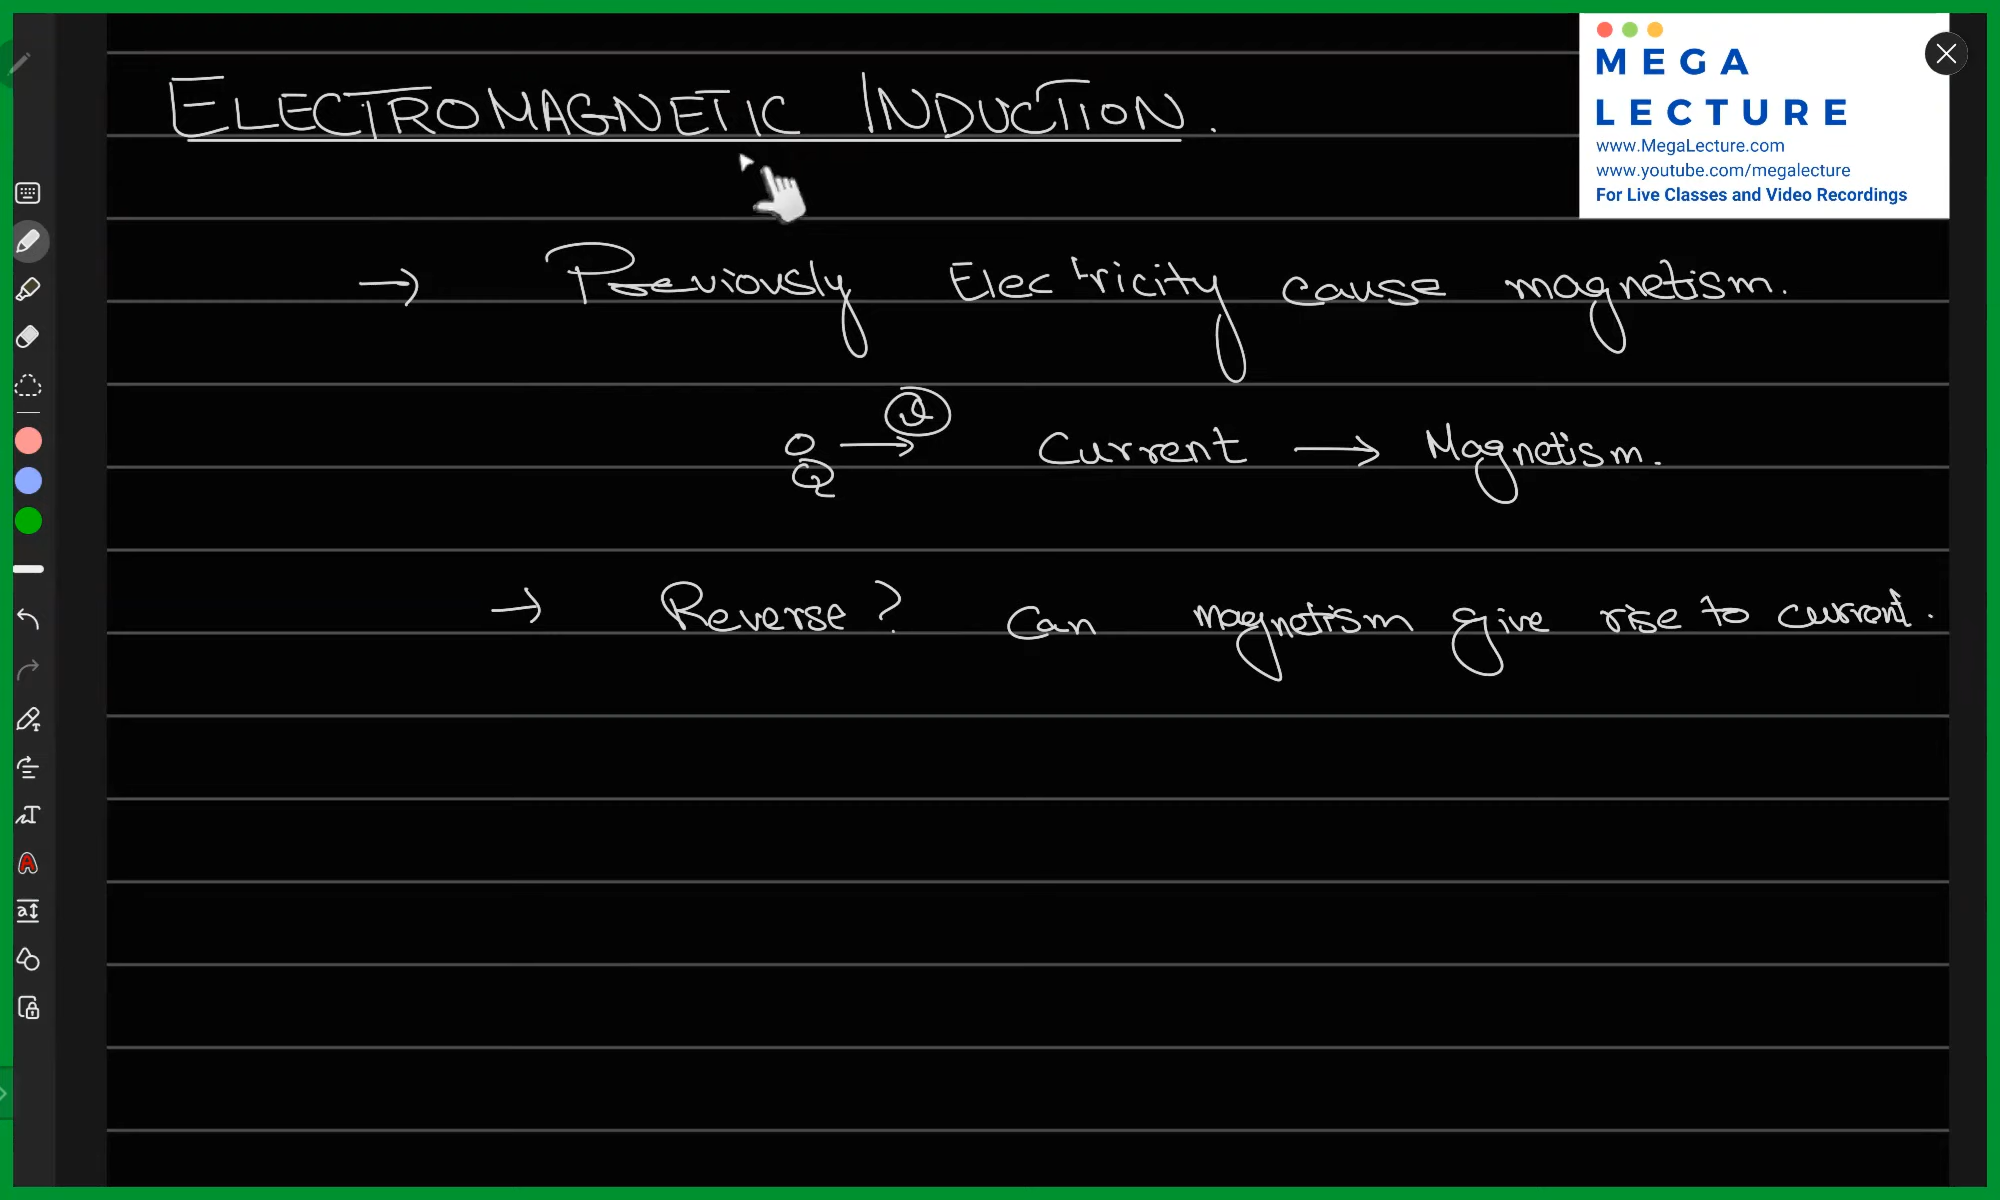 ELECTROMAGNETIC INDUCTION.
MEGA
LECTURE
www.MegaLecture.com
www.youtube.com/megalecture
For Live Classes and Video Recordings
→ Previously Electricity cause magnetism.
Q → v Current → Magnetism.
→ Reverse? Can magnetism give rise to current.